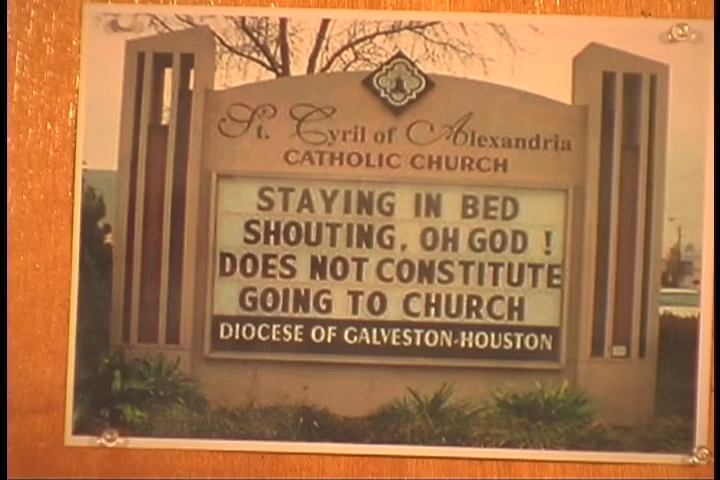 St. Cyril of Alexandria
CATHOLIC CHURCH
STAYING IN BED
SHOUTING, OH GOD !
DOES NOT CONSTITUTE
GOING TO CHURCH
DIOCESE OF GALVESTON-HOUSTON